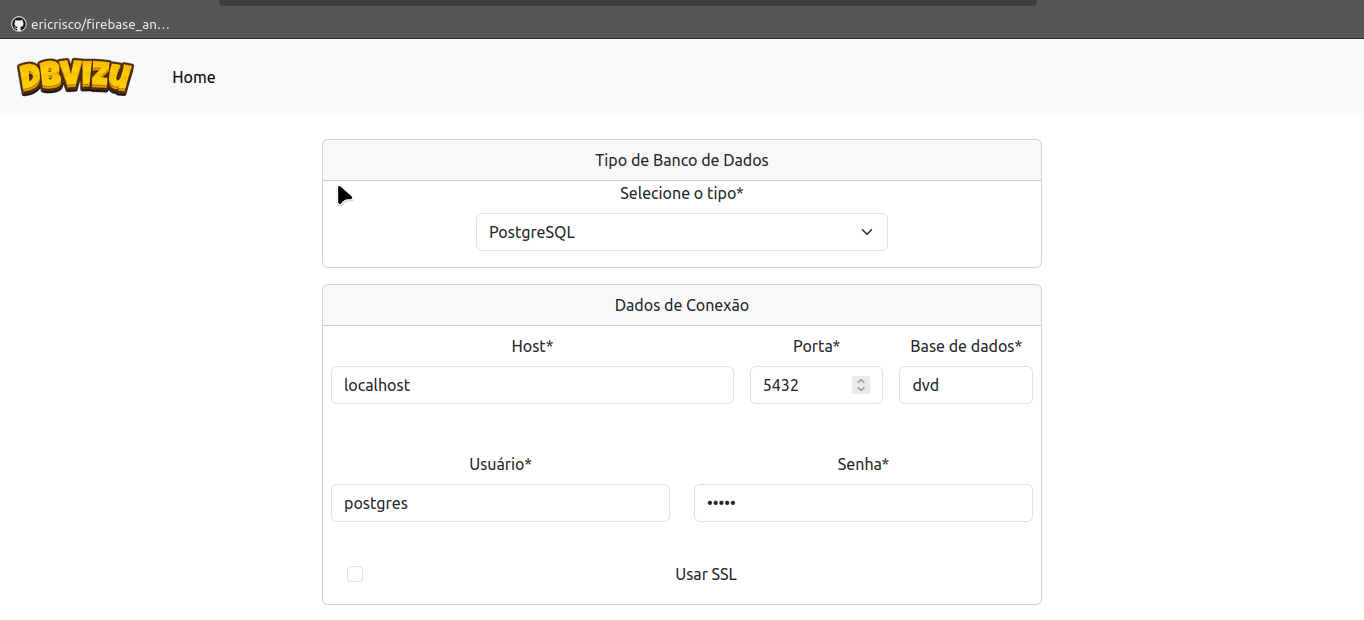 ericrisco/firebase_an...
DBVIZU Home
Tipo de Banco de Dados
Selecione o tipo*
PostgreSQL
Dados de Conexão
Host* Porta* Base de dados*
localhost 5432 dvd
Usuário* Senha*
postgres •••••
Usar SSL